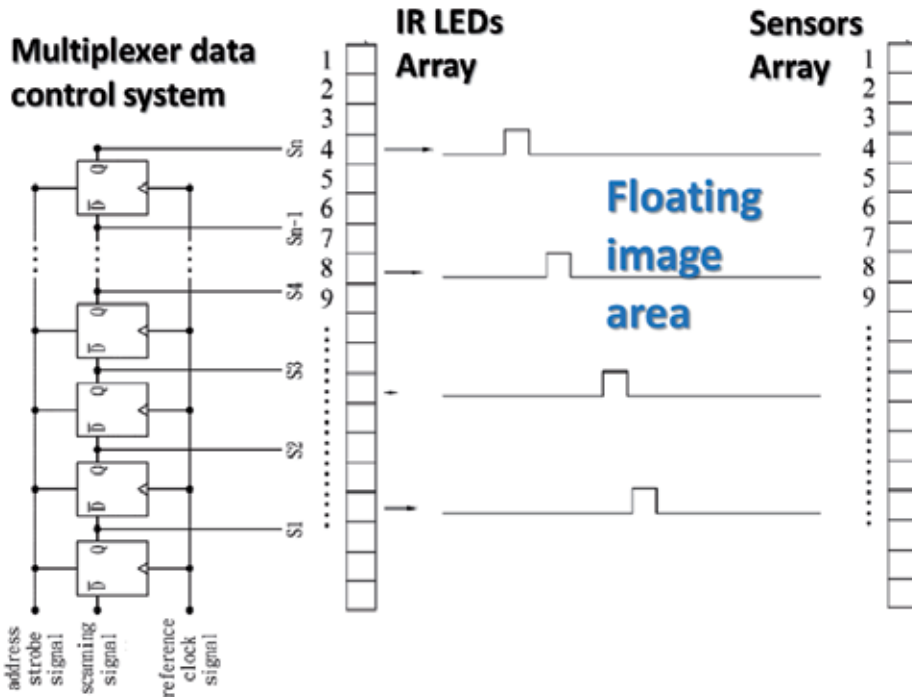 Multiplexer data
control system
IR LEDs
Array
Sensors
Array
1
2
3
4
5
6
7
8
9
1
2
3
4
5
6
7
8
9
Sn
Sn-1
S4
S3
S2
S1
Q
D
Q
D
Q
D
Q
D
Q
D
Floating
image
area
address
strobe
signal
scanning
signal
reference
clock
signal